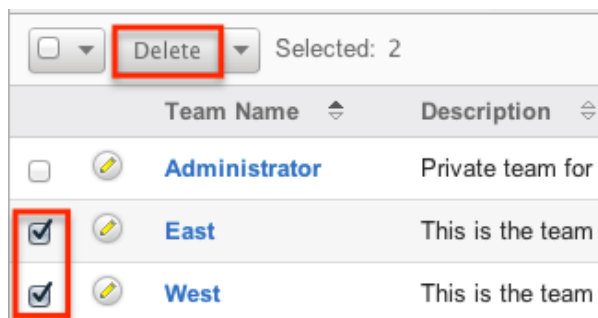 Delete Selected: 2
Team Name Description
Administrator Private team for
East This is the team
West This is the team